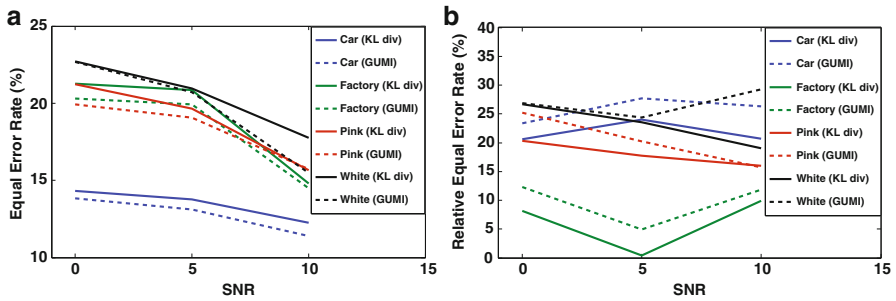 a
Equal Error Rate (%)
25
20
15
10
0
5
10
15
SNR
Car (KL div)
Car (GUMI)
Factory (KL div)
Factory (GUMI)
Pink (KL div)
Pink (GUMI)
White (KL div)
White (GUMI)
b
Relative Equal Error Rate (%)
40
35
30
25
20
15
10
5
0
0
5
10
15
SNR
Car (KL div)
Car (GUMI)
Factory (KL div)
Factory (GUMI)
Pink (KL div)
Pink (GUMI)
White (KL div)
White (GUMI)